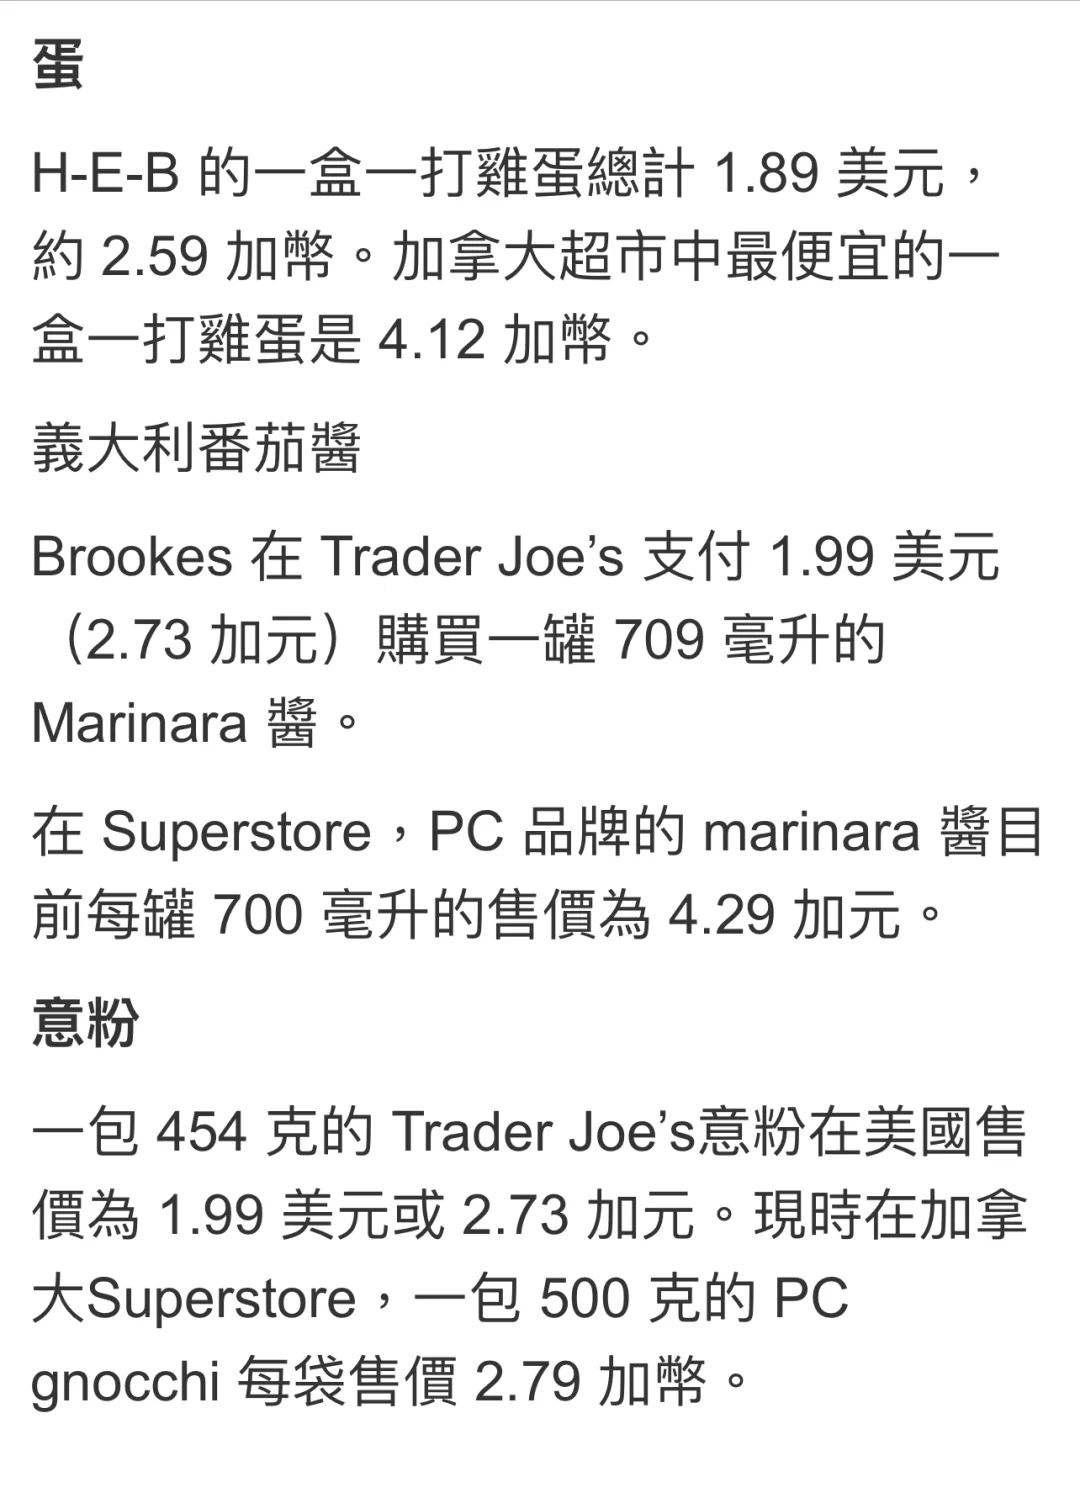 蛋
H-E-B 的一盒一打雞蛋總計 1.89 美元，
約 2.59 加幣。加拿大超市中最便宜的一
盒一打雞蛋是 4.12 加幣。
義大利番茄醬
Brookes 在 Trader Joe’s 支付 1.99 美元
（2.73 加元）購買一罐 709 毫升的
Marinara 醬。
在 Superstore，PC 品牌的 marinara 醬目
前每罐 700 毫升的售價為 4.29 加元。
意粉
一包 454 克的 Trader Joe’s意粉在美國售
價為 1.99 美元或 2.73 加元。現時在加拿
大Superstore，一包 500 克的 PC
gnocchi 每袋售價 2.79 加幣。